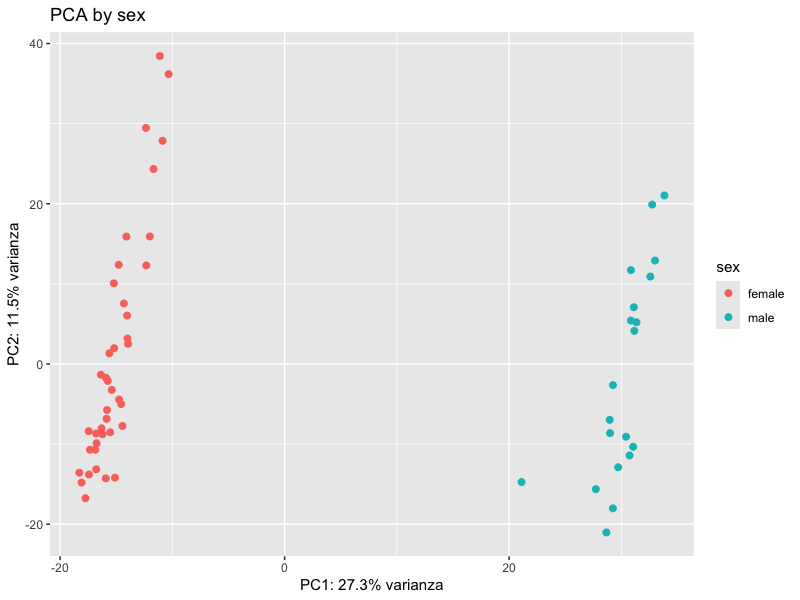 PCA by sex
40
20
0
-20
-20
0
20
PC1: 27.3% varianza
PC2: 11.5% varianza
sex
female
male